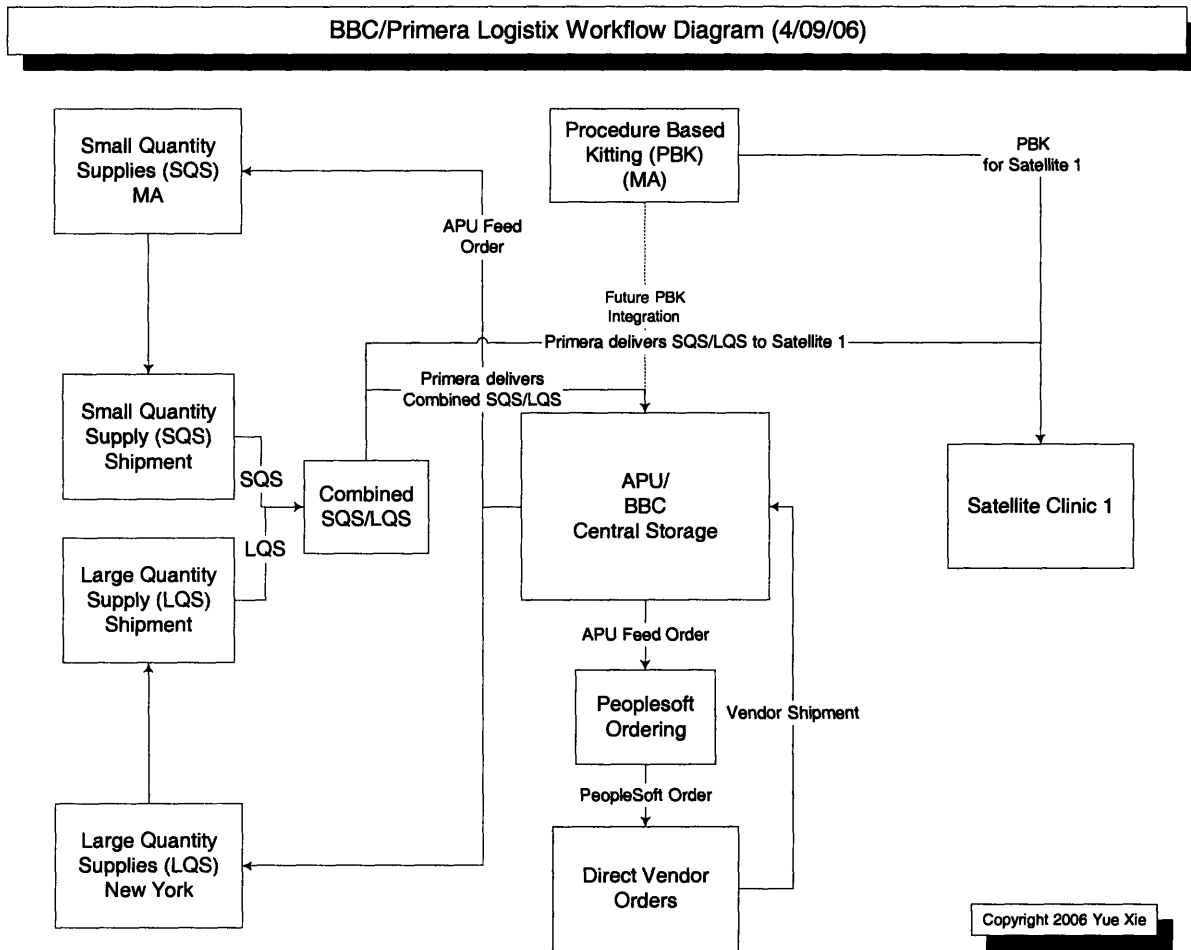 BBC/Primera Logistix Workflow Diagram (4/09/06)
Small Quantity
Supplies (SQS)
MA
Procedure Based
Kitting (PBK)
(MA)
PBK
for Satellite 1
APU Feed
Order
Future PBK
Integration
Primera delivers SQS/LQS to Satellite 1
Primera delivers
Combined SQS/LQS
Small Quantity
Supply (SQS)
Shipment
SQS
Combined
SQS/LQS
LQS
Large Quantity
Supply (LQS)
Shipment
APU/
BBC
Central Storage
Satellite Clinic 1
APU Feed Order
Peoplesoft
Ordering
Vendor Shipment
PeopleSoft Order
Large Quantity
Supplies (LQS)
New York
Direct Vendor
Orders
Copyright 2006 Yue Xie